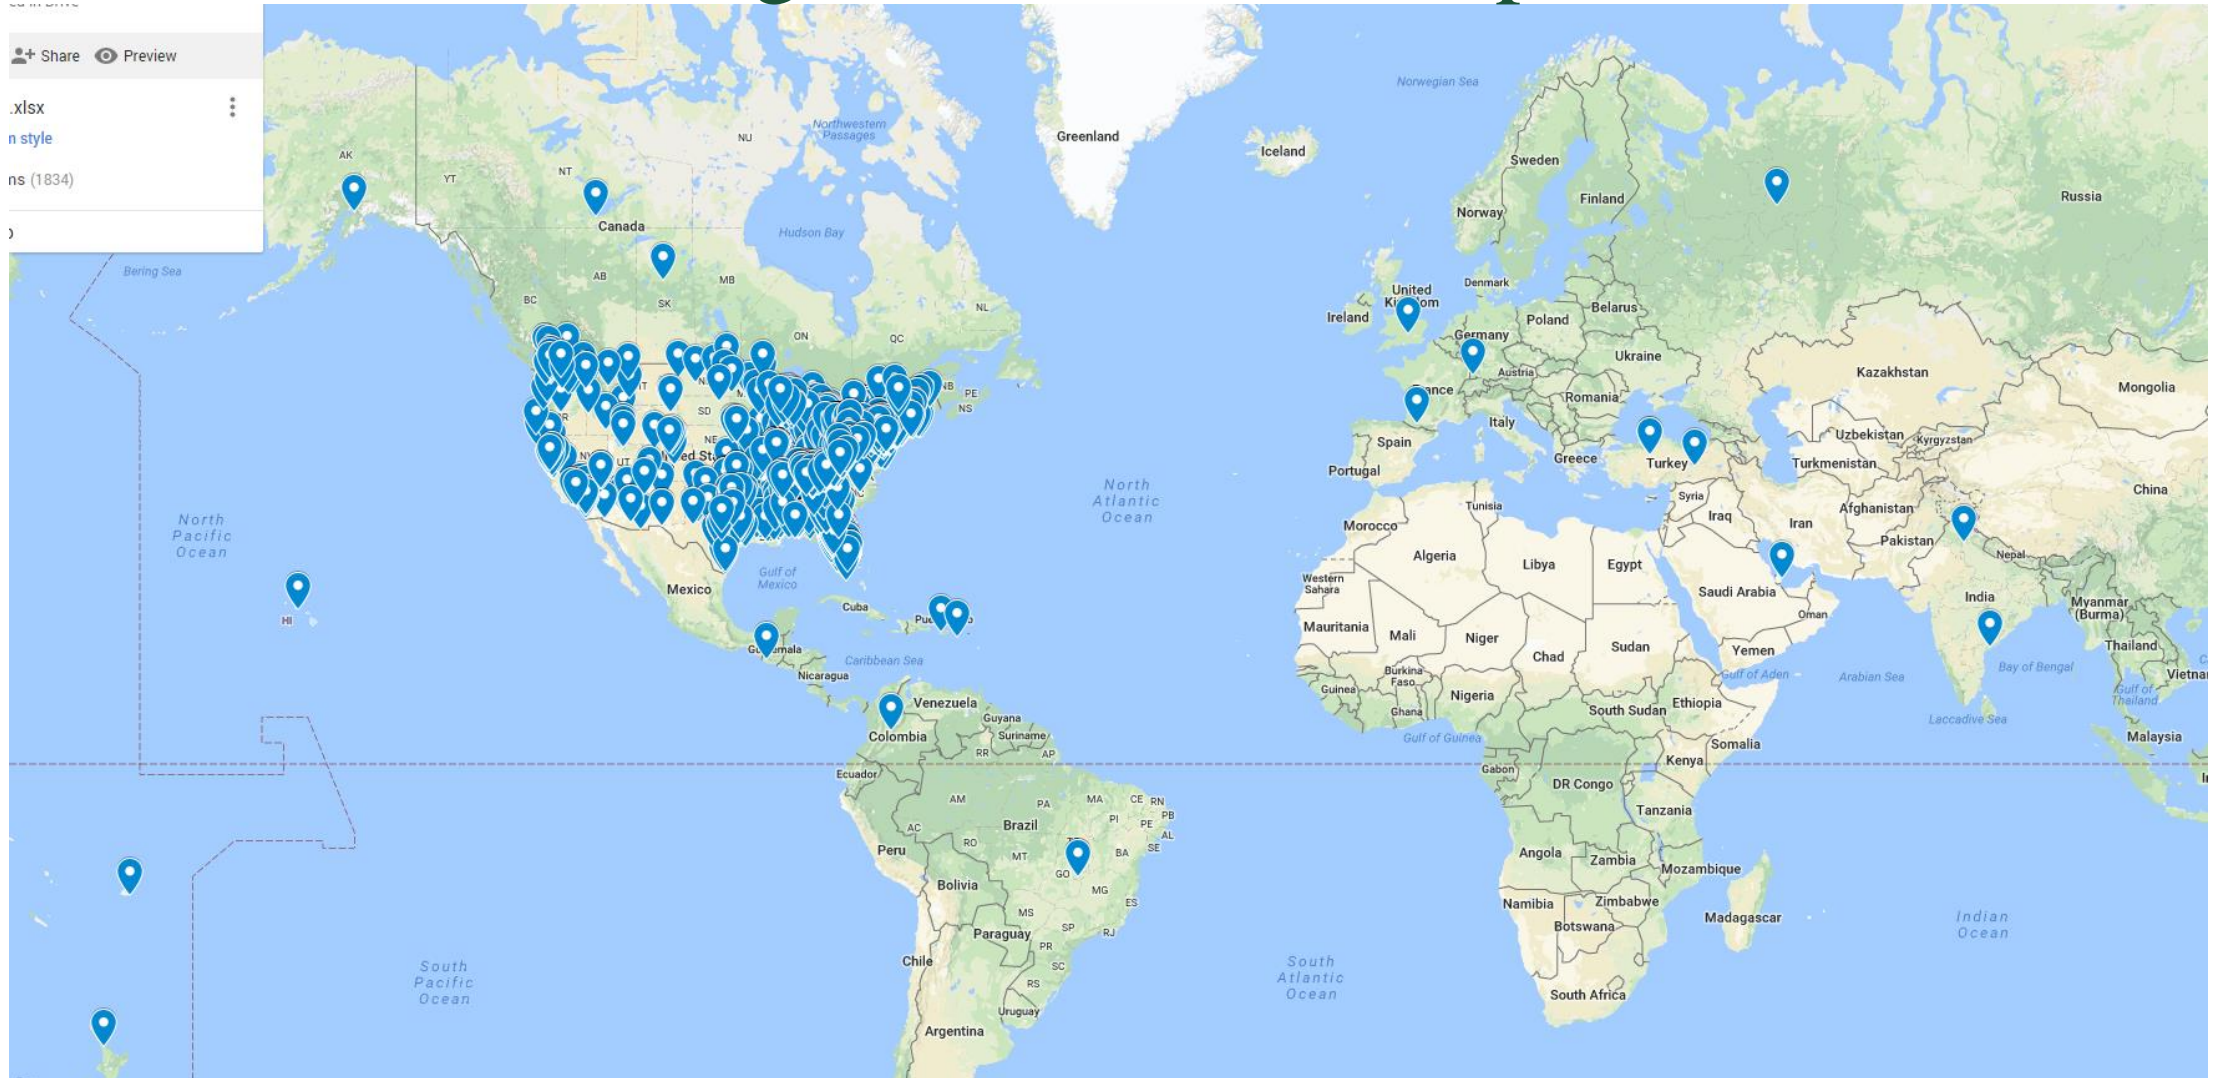 Share Preview
.xlsx
m style
ms (1834)
AK
YT
NT
NU
Northwestern
Passages
Canada
Hudson Bay
Bering Sea
BC
AB
SK
MB
ON
QC
NL
NB
PE
NS
Greenland
Iceland
Norwegian Sea
Sweden
Finland
Norway
Russia
United
Ireland
Denmark
Belarus
Poland
Germany
Ukraine
Austria
Romania
Italy
Spain
Portugal
Greece
Turkey
Kazakhstan
Mongolia
Uzbekistan
Kyrgyzstan
Turkmenistan
China
Syria
Iraq
Iran
Afghanistan
Pakistan
Nepal
India
Myanmar
(Burma)
Thailand
Saudi Arabia
Oman
Yemen
Gulf of Aden
Arabian Sea
Bay of Bengal
Gulf of
Thailand
Laccadive Sea
Malaysia
SD
NE
UT
North
Pacific
Ocean
HI
Mexico
Gulf of
Mexico
Cuba
Caribbean Sea
Nicaragua
North
Atlantic
Ocean
Morocco
Tunisia
Algeria
Libya
Egypt
Western
Sahara
Mauritania
Mali
Niger
Chad
Sudan
Burkina
Faso
Guinea
Ghana
Nigeria
South Sudan
Ethiopia
Somalia
Gulf of Guinea
Gabon
Kenya
DR Congo
Tanzania
Angola
Zambia
Mozambique
Namibia
Zimbabwe
Botswana
Madagascar
South Africa
Indian
Ocean
Venezuela
Guyana
Suriname
Colombia
Ecuador
RR
AP
AM
PA
MA
CE
RN
PB
PI
PE
AL
SE
AC
Brazil
RO
MT
BA
GO
MG
ES
Peru
Bolivia
MS
SP
RJ
Paraguay
PR
SC
RS
Chile
Uruguay
Argentina
South
Pacific
Ocean
South
Atlantic
Ocean